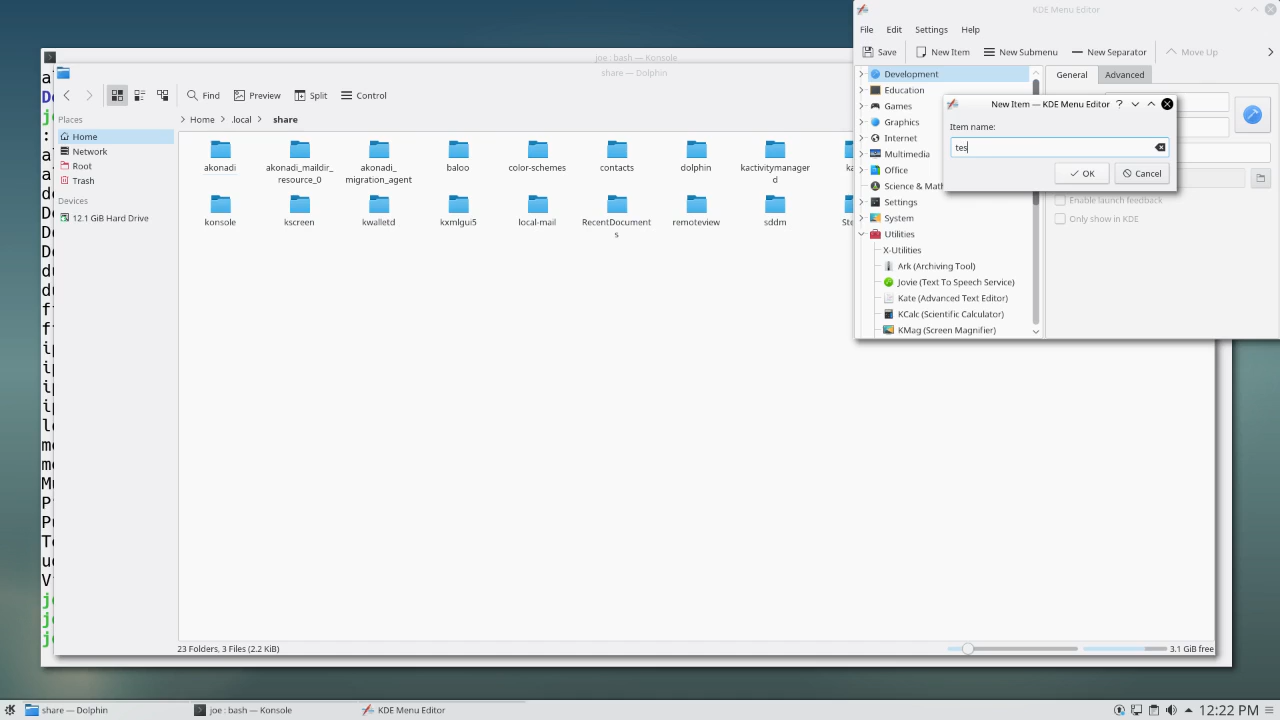 KDE Menu Editor
File Edit Settings Help
Save New Item New Submenu New Separator Move Up
Development
Education
Games
Graphics
Internet
Multimedia
Office
Science & Math
Settings
System
Utilities
X-Utilities
Ark (Archiving Tool)
Jovie (Text To Speech Service)
Kate (Advanced Text Editor)
KCalc (Scientific Calculator)
KMag (Screen Magnifier)
General Advanced
New Item — KDE Menu Editor
Item name:
tes
OK Cancel
Enable launch feedback
Only show in KDE
joe : bash — Konsole
share — Dolphin
Find Preview Split Control
Places
Home
Network
Root
Trash
Devices
12.1 GiB Hard Drive
Home .local share
akonadi
akonadi_maildir_
resource_0
akonadi_
migration_agent
baloo
color-schemes
contacts
dolphin
kactivitymanager
d
konsole
kscreen
kwalletd
kxmlgui5
local-mail
RecentDocument
s
remoteview
sddm
23 Folders, 3 Files (2.2 KiB)
3.1 GiB free
share — Dolphin
joe : bash — Konsole
KDE Menu Editor
12:22 PM